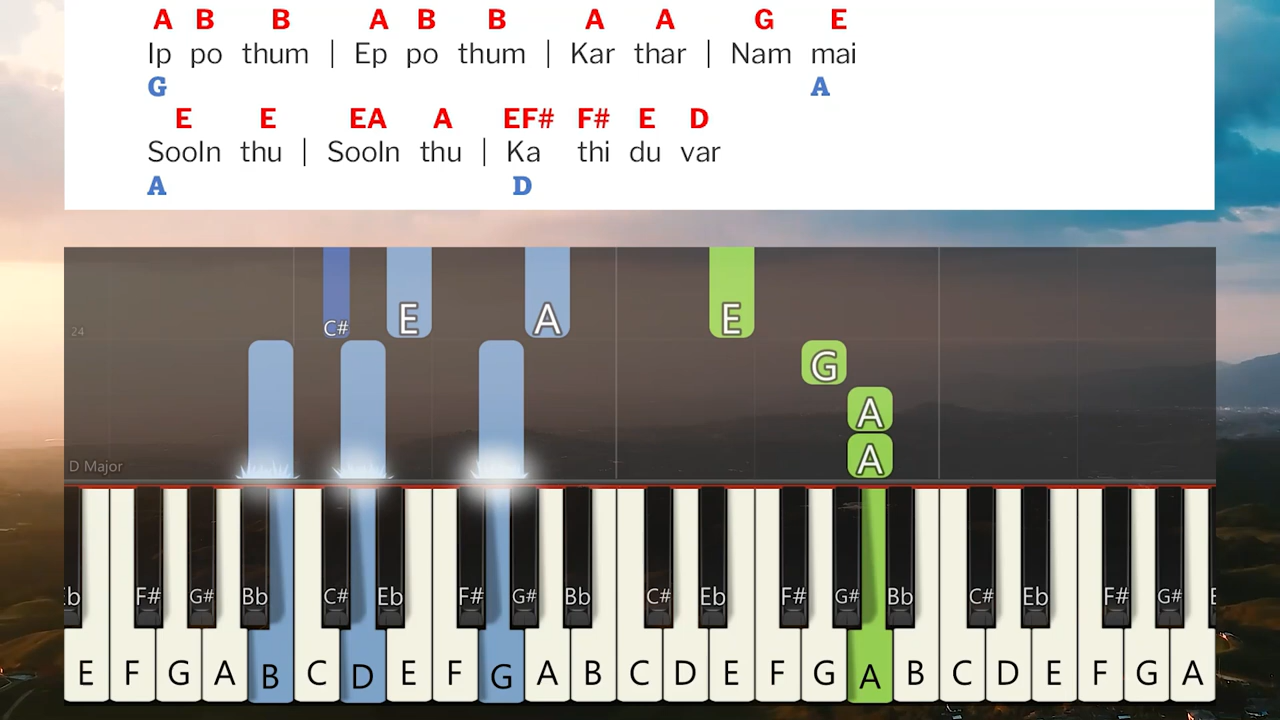 A B B A B B A A G E
Ip po thum | Ep po thum | Kar thar | Nam mai
G A
E E EA A EF# F# E D
Sooln thu | Sooln thu | Ka thi du var
A D
C# E A E
24
G
A
D Major
A
Eb F# G# Bb C# Eb F# G# Bb C# Eb F# G# Bb C# Eb F# G# E
E F G A B C D E F G A B C D E F G A B C D E F G A